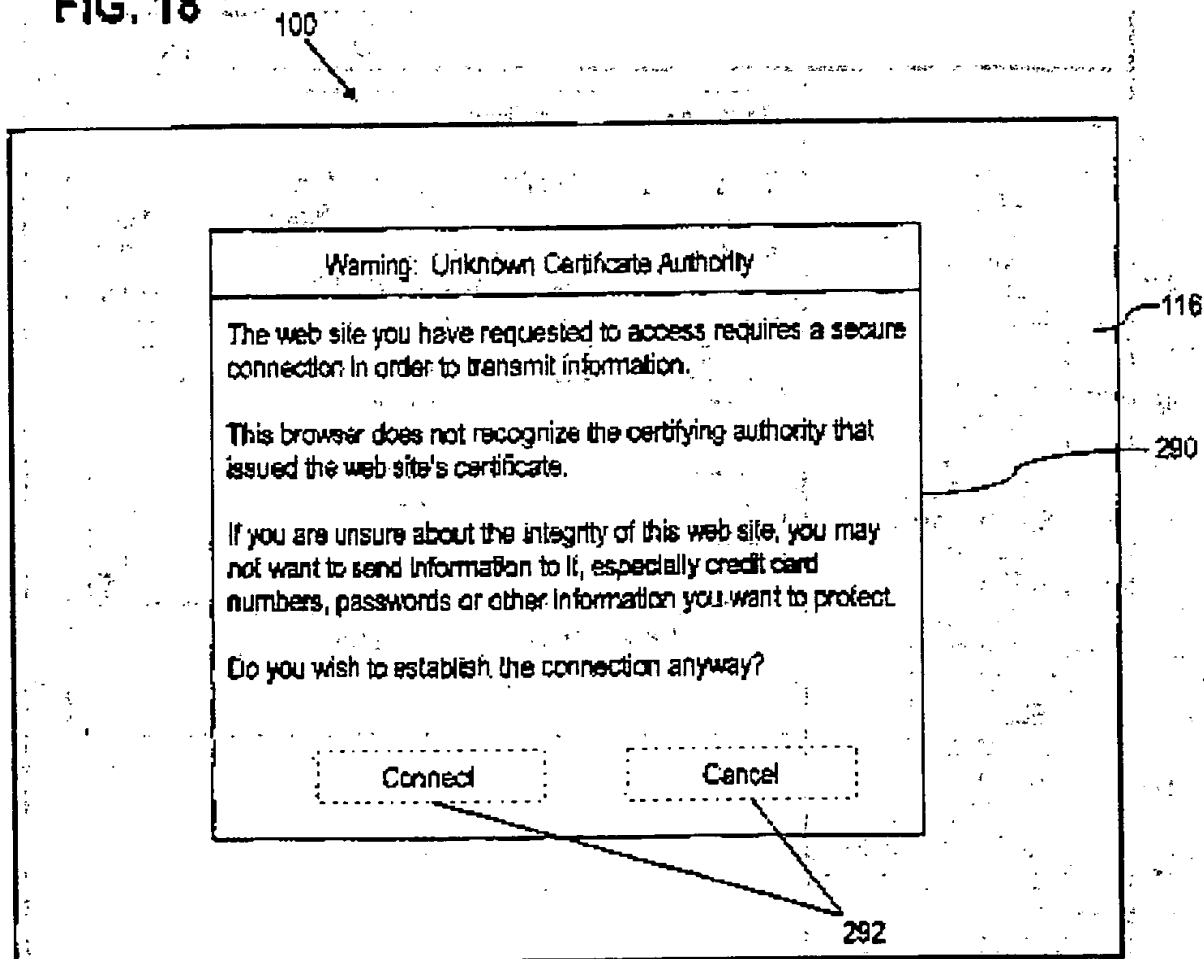 FIG. 18
100
Warning: Unknown Certificate Authority
The web site you have requested to access requires a secure
connection in order to transmit information.
116
This browser does not recognize the certifying authority that
issued the web site's certificate.
290
If you are unsure about the integrity of this web site, you may
not want to send information to it, especially credit card
numbers, passwords or other information you want to protect.
Do you wish to establish the connection anyway?
Connect Cancel
292